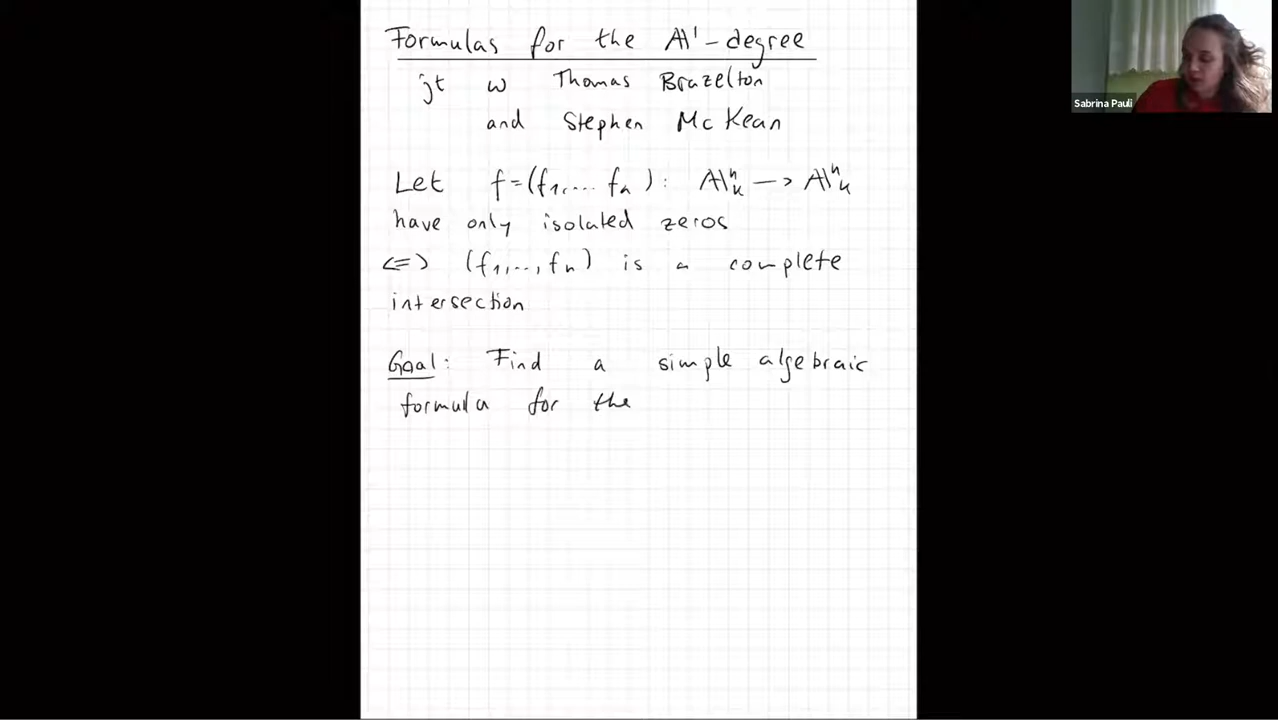 Formulas for the A¹-degree
jt w Thomas Brazelton
and Stephen McKean
Let f=(f₁,... fₙ): Aⁿₖ → Aⁿₖ
have only isolated zeros
<=> (f₁,..., fₙ) is a complete
intersection
Goal: Find a simple algebraic
formula for the
Sabrina Pauli